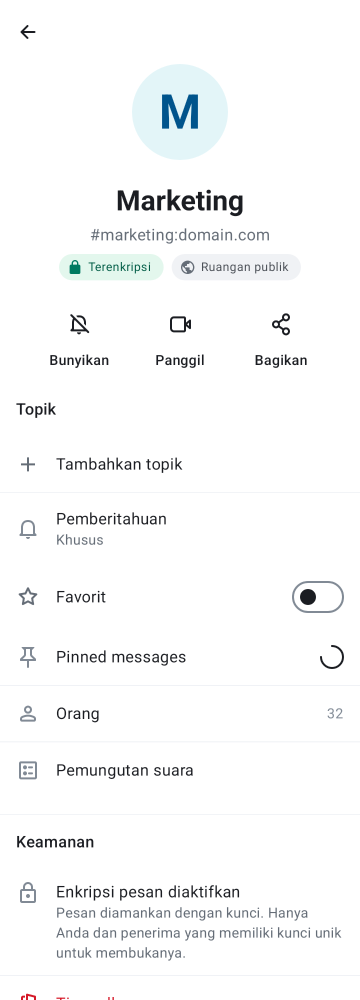 M
Marketing
#marketing:domain.com
Terenkripsi
Ruangan publik
Bunyikan
Panggil
Bagikan
Topik
Tambahkan topik
Pemberitahuan
Khusus
Favorit
Pinned messages
Orang
32
Pemungutan suara
Keamanan
Enkripsi pesan diaktifkan
Pesan diamankan dengan kunci. Hanya
Anda dan penerima yang memiliki kunci unik
untuk membukanya.